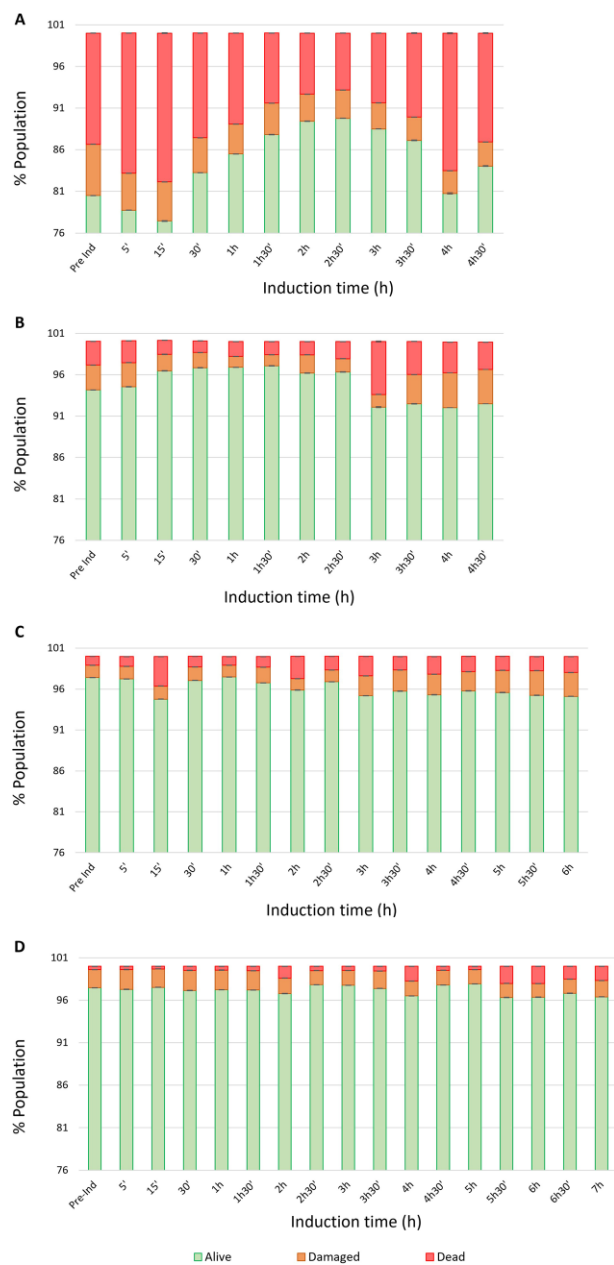 A
101
96
91
86
81
76
% Population
Pre Ind 5' 15' 30' 1h 1h30' 2h 2h30' 3h 3h30' 4h 4h30'
Induction time (h)
B
101
96
91
86
81
76
% Population
Pre Ind 5' 15' 30' 1h 1h30' 2h 2h30' 3h 3h30' 4h 4h30'
Induction time (h)
C
101
96
91
86
81
76
% Population
Pre Ind 5' 15' 30' 1h 1h30' 2h 2h30' 3h 3h30' 4h 4h30' 5h 5h30' 6h
Induction time (h)
D
101
96
91
86
81
76
% Population
Pre-Ind 5' 15' 30' 1h 1h30' 2h 2h30' 3h 3h30' 4h 4h30' 5h 5h30' 6h 6h30' 7h
Induction time (h)
Alive Damaged Dead